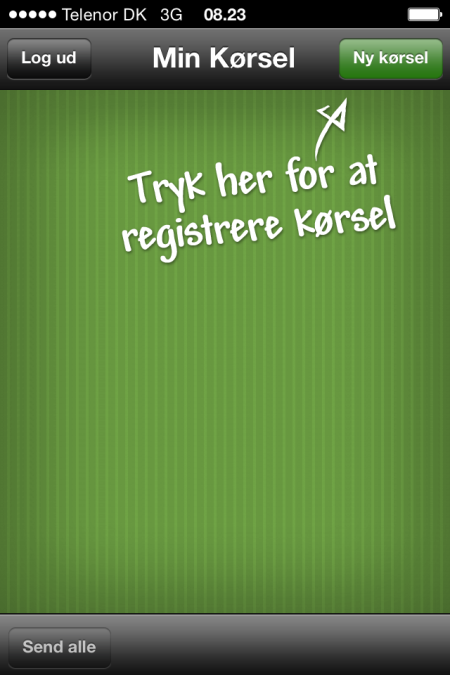 Telenor DK 3G 08.23
Log ud Min Kørsel Ny kørsel
Tryk her for at
registrere kørsel
Send alle